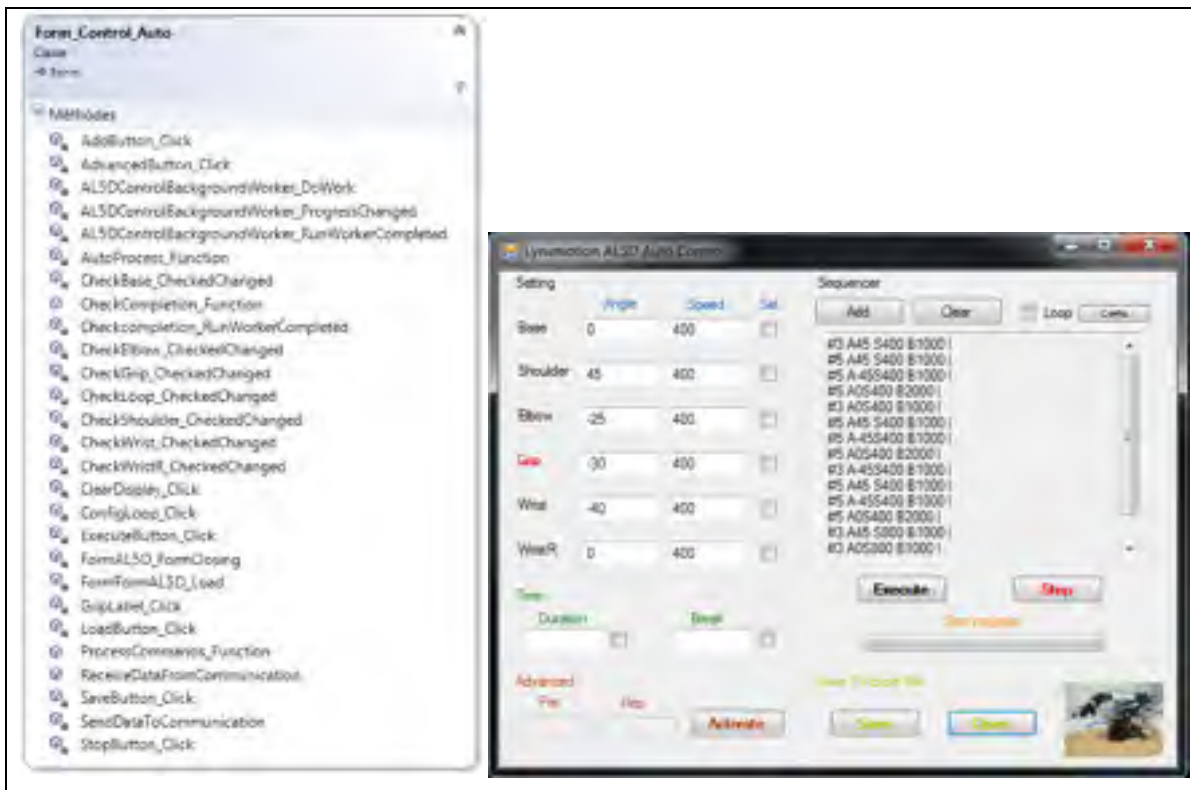 Form_Control_Auto
Classe
Form
Méthodes
AddButton_Click
AdvancedButton_Click
AL5DControlBackgroundWorker_DoWork
AL5DControlBackgroundWorker_ProgressChanged
AL5DControlBackgroundWorker_RunWorkerCompleted
AutoProcess_Function
CheckBase_CheckedChanged
CheckCompletion_Function
Checkcompletion_RunWorkerCompleted
CheckElbow_CheckedChanged
CheckGrip_CheckedChanged
CheckLoop_CheckedChanged
CheckShoulder_CheckedChanged
CheckWrist_CheckedChanged
CheckWristR_CheckedChanged
ClearDisplay_Click
ConfigLoop_Click
ExecuteButton_Click
FormAL5D_FormClosing
FormFormAL5D_Load
GripLabel_Click
LoadButton_Click
ProcessCommands_Function
ReceiveDataFromCommunication
SaveButton_Click
SendDataToCommunication
StopButton_Click
Lynxmotion AL5D Auto Control
Setting
Angle Speed Set
Base 0 400
Shoulder 45 400
Elbow -25 400
Grip -30 400
Wrist -40 400
WristR 0 400
Time
Duration Break
Advanced
Activate
Sequencer
Add Clear Loop
#3 A45 S400 B1000 |
#5 A45 S400 B1000 |
#5 A-45S400 B1000 |
#5 A0S400 B2000 |
#3 A0S400 B1000 |
#5 A45 S400 B1000 |
#5 A-45S400 B1000 |
#5 A0S400 B2000 |
#3 A-45S400 B1000 |
#5 A45 S400 B1000 |
#5 A-45S400 B1000 |
#5 A0S400 B2000 |
#3 A45 S800 B1000 |
#3 A0S800 B1000 |
Execute Stop
Save